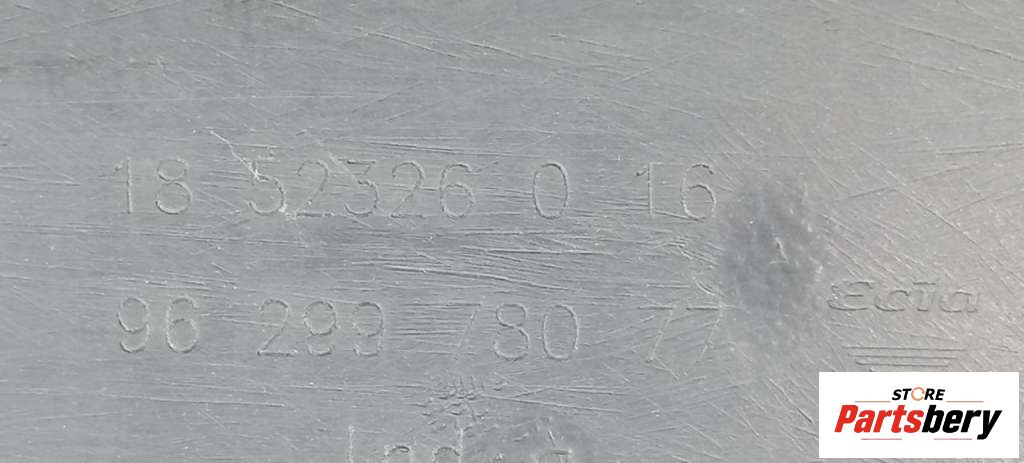 18 52326 0 16
96 299 780 77
Ecia
STORE
Partsbery